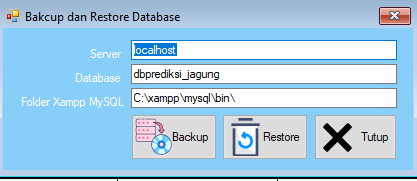 Bakcup dan Restore Database
Server localhost
Database dbprediksi_jagung
Folder Xampp MySQL C:\xampp\mysql\bin\
Backup Restore Tutup